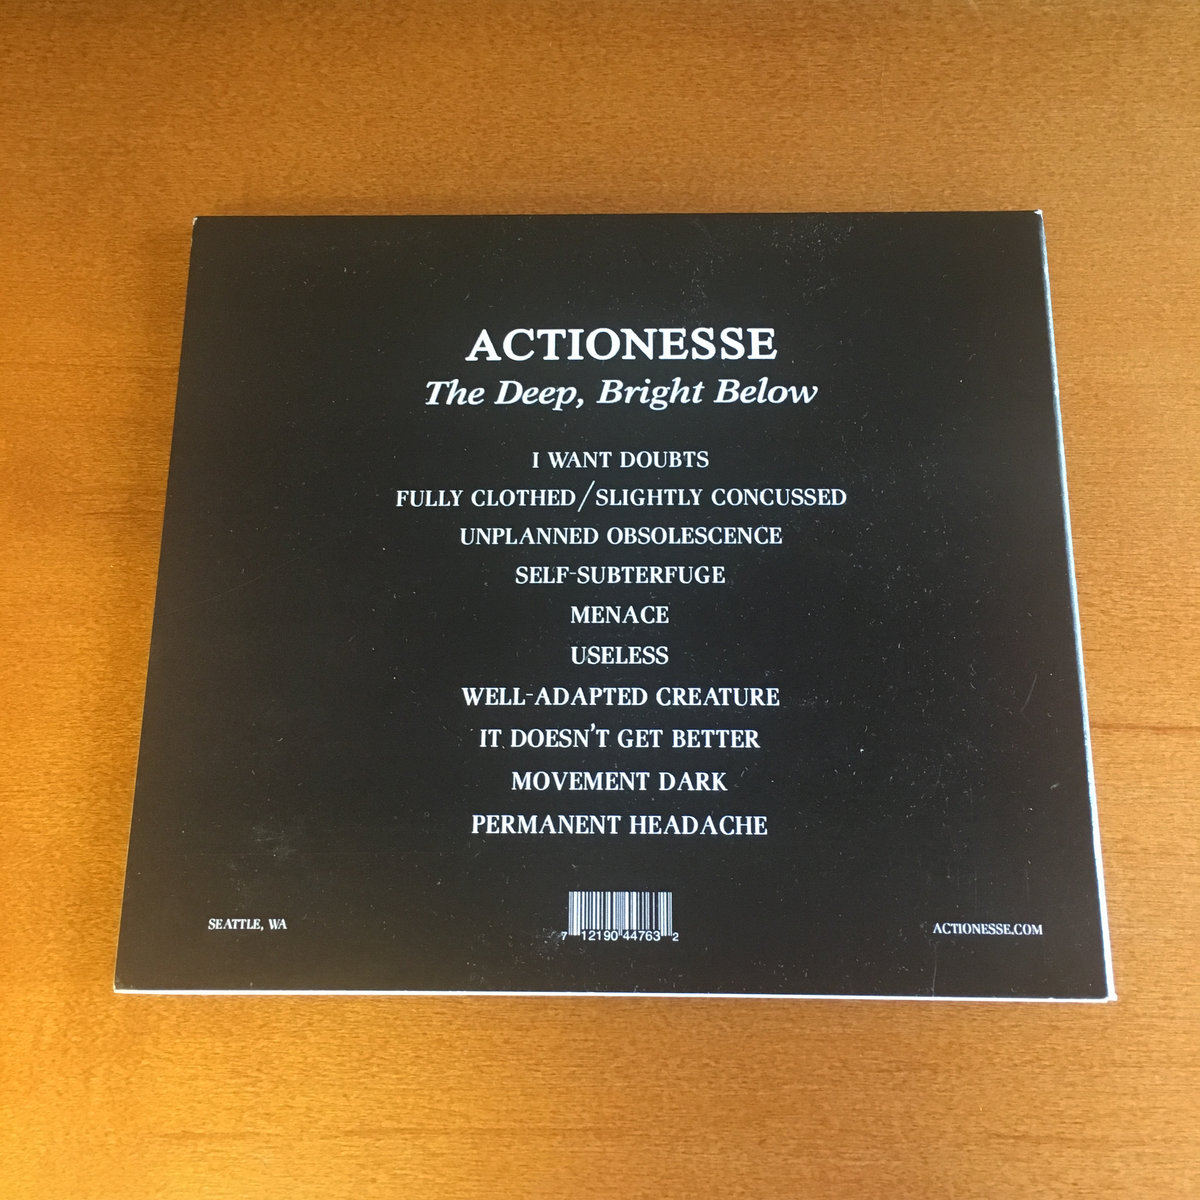 ACTIONESSE
The Deep, Bright Below
I WANT DOUBTS
FULLY CLOTHED/SLIGHTLY CONCUSSED
UNPLANNED OBSOLESCENCE
SELF-SUBTERFUGE
MENACE
USELESS
WELL-ADAPTED CREATURE
IT DOESN'T GET BETTER
MOVEMENT DARK
PERMANENT HEADACHE
SEATTLE, WA
7 12190 44763 2
ACTIONESSE.COM